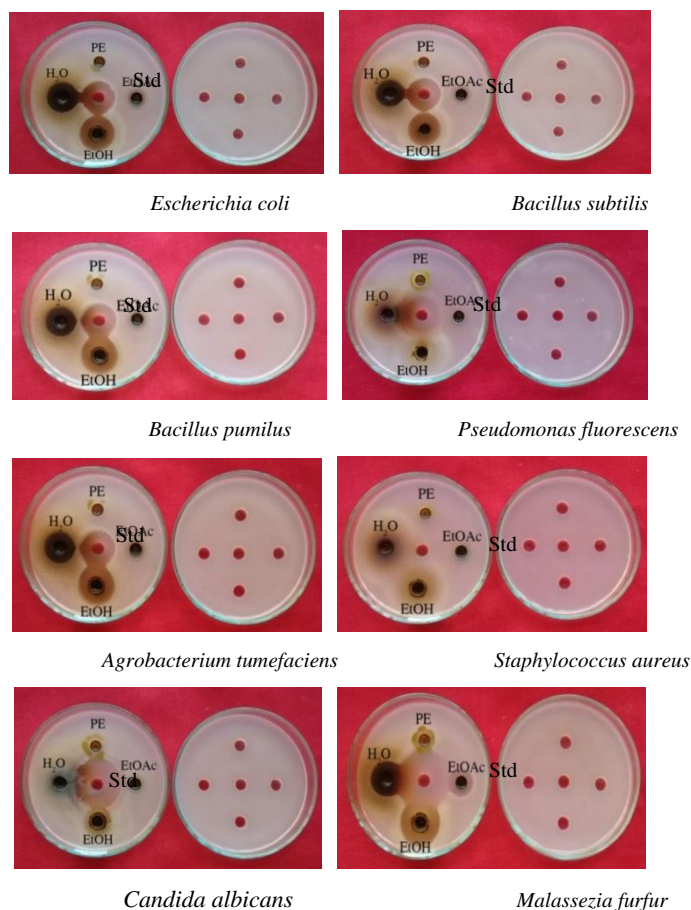 PE
H₂O
EtOAc
Std
EtOH
PE
H₂O
EtOAc
Std
EtOH
Escherichia coli
Bacillus subtilis
PE
H₂O
EtOAc
Std
EtOH
PE
H₂O
EtOAc
Std
EtOH
Bacillus pumilus
Pseudomonas fluorescens
PE
H₂O
EtOAc
Std
EtOH
PE
H₂O
EtOAc
Std
EtOH
Agrobacterium tumefaciens
Staphylococcus aureus
PE
H₂O
EtOAc
Std
EtOH
PE
H₂O
EtOAc
Std
EtOH
Candida albicans
Malassezia furfur